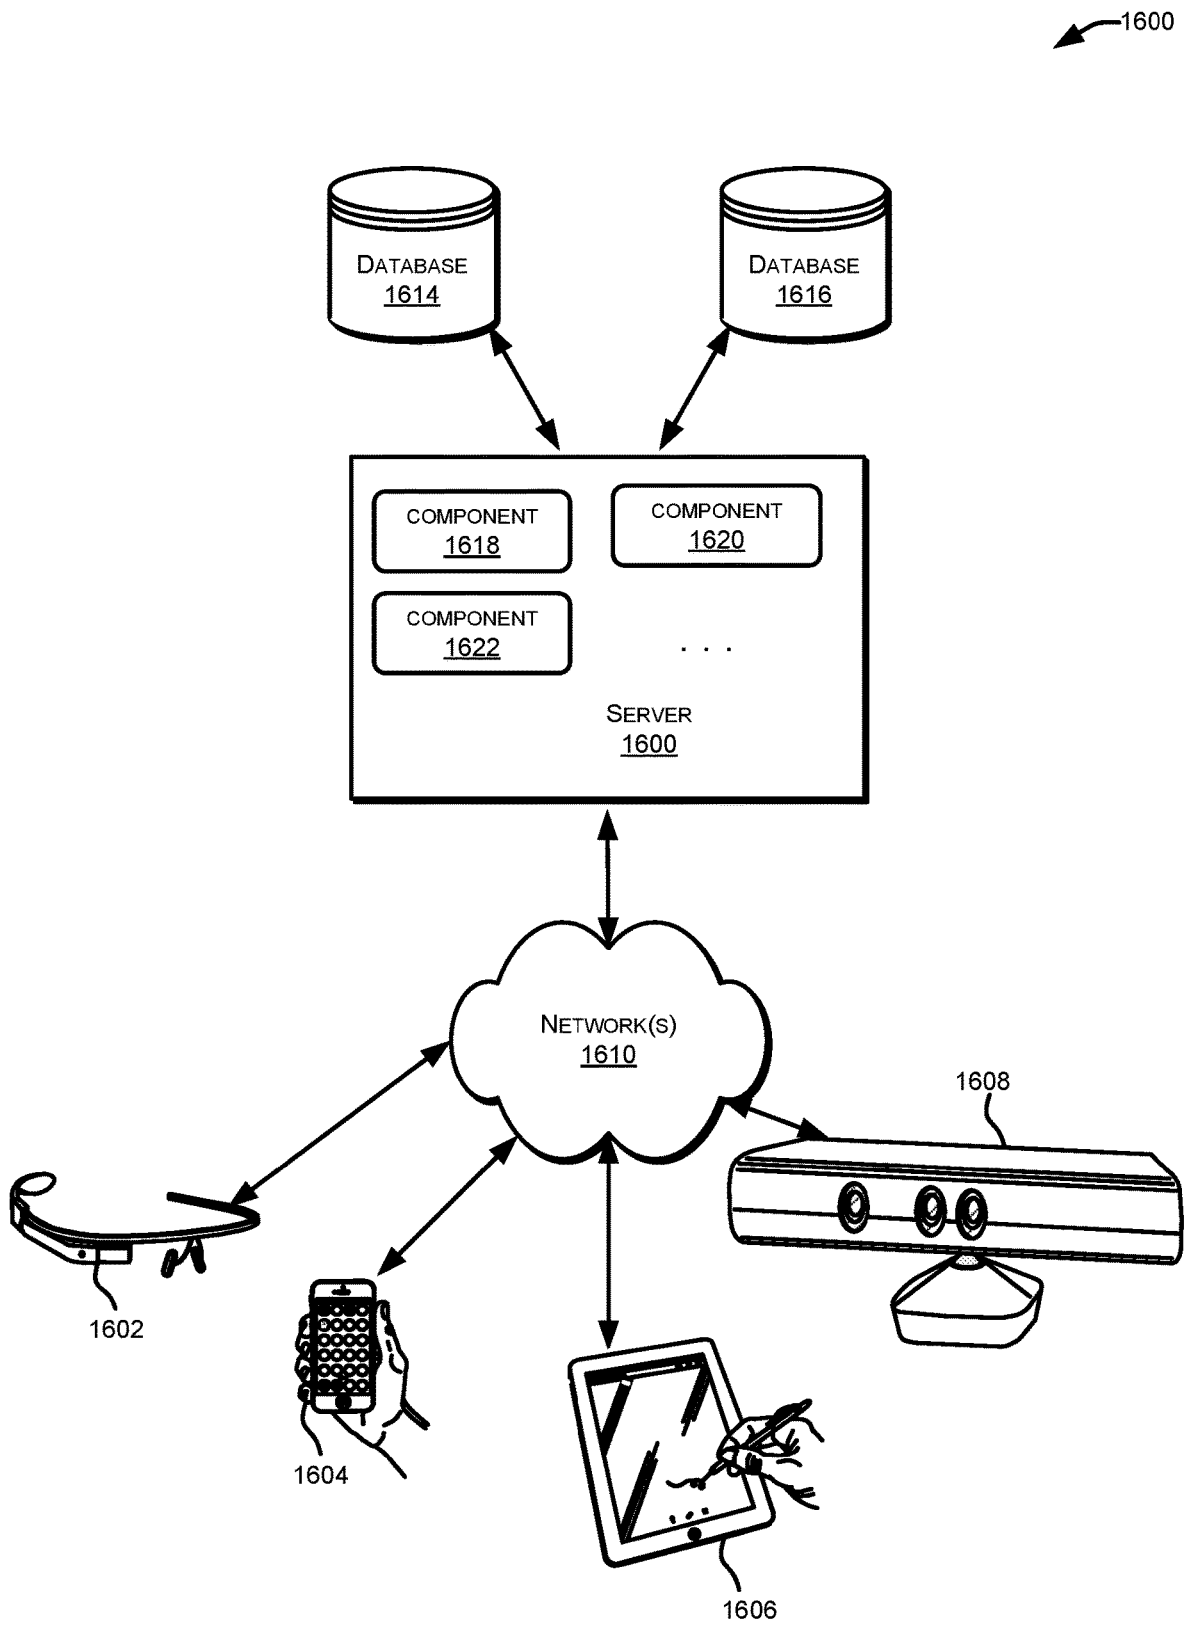 1600
DATABASE
1614
DATABASE
1616
COMPONENT
1618
COMPONENT
1620
COMPONENT
1622
. . .
SERVER
1600
NETWORK(S)
1610
1608
1602
1604
1606